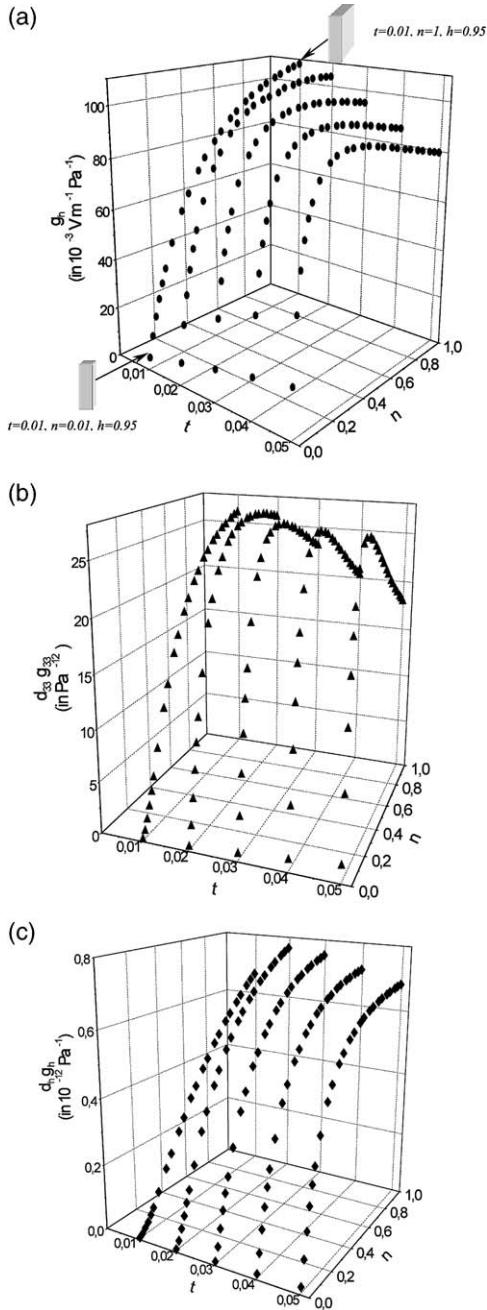 (a)
t=0.01, n=1, h=0.95
100
80
60
40
20
0
g_h
(in 10^-3 V m^-1 Pa^-1)
0,01
0,02
0,03
0,04
0,05
t
0,0
0,2
0,4
0,6
0,8
1,0
n
t=0.01, n=0.01, h=0.95
(b)
25
20
15
10
5
0
d_33 g_33
(in Pa^-12)
0,01
0,02
0,03
0,04
0,05
t
0,0
0,2
0,4
0,6
0,8
1,0
n
(c)
0,8
0,6
0,4
0,2
0,0
d_h g_h
(in 10^-12 Pa^-1)
0,01
0,02
0,03
0,04
0,05
t
0,0
0,2
0,4
0,6
0,8
1,0
n